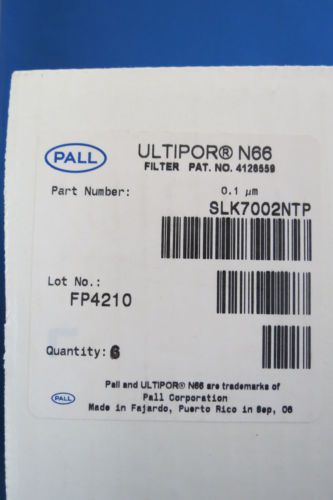 PALL
ULTIPOR® N66
FILTER PAT. NO. 4126559
Part Number: 0.1 µm
SLK7002NTP
Lot No.:
FP4210
Quantity: 6
Pall and ULTIPOR® N66 are trademarks of
PALL Pall Corporation
Made in Fajardo, Puerto Rico in Sep, 06